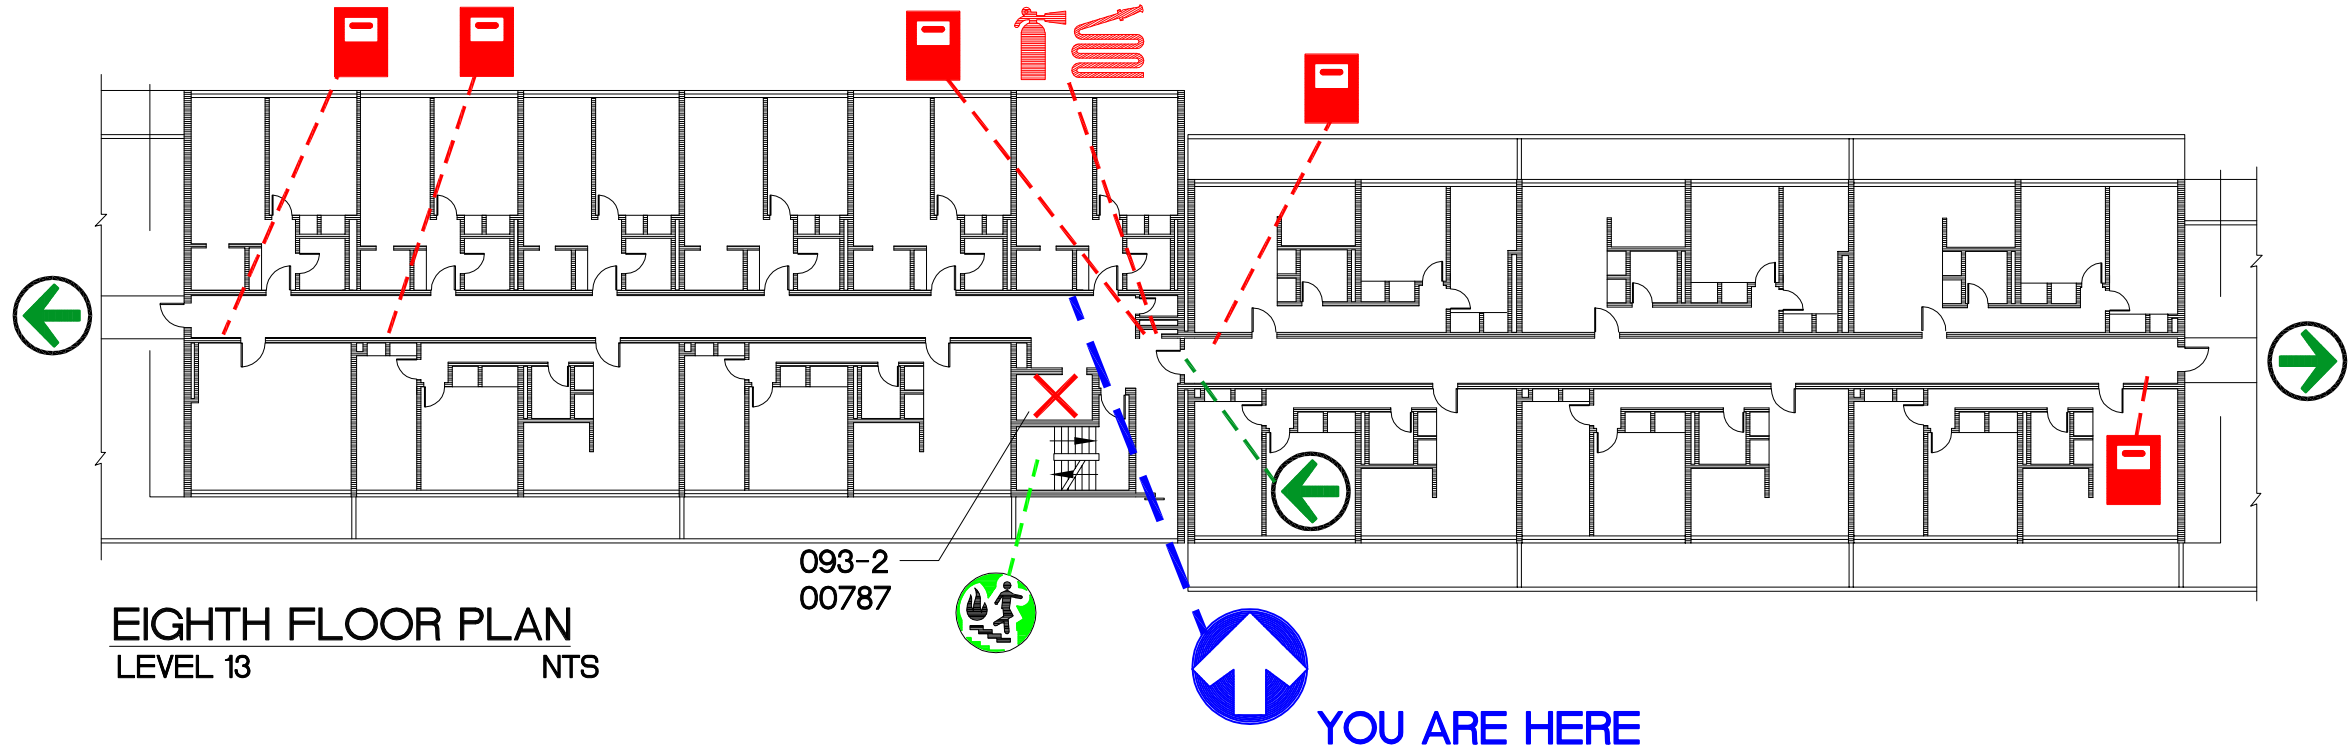 093-2
00787
EIGHTH FLOOR PLAN
LEVEL 13 NTS
YOU ARE HERE